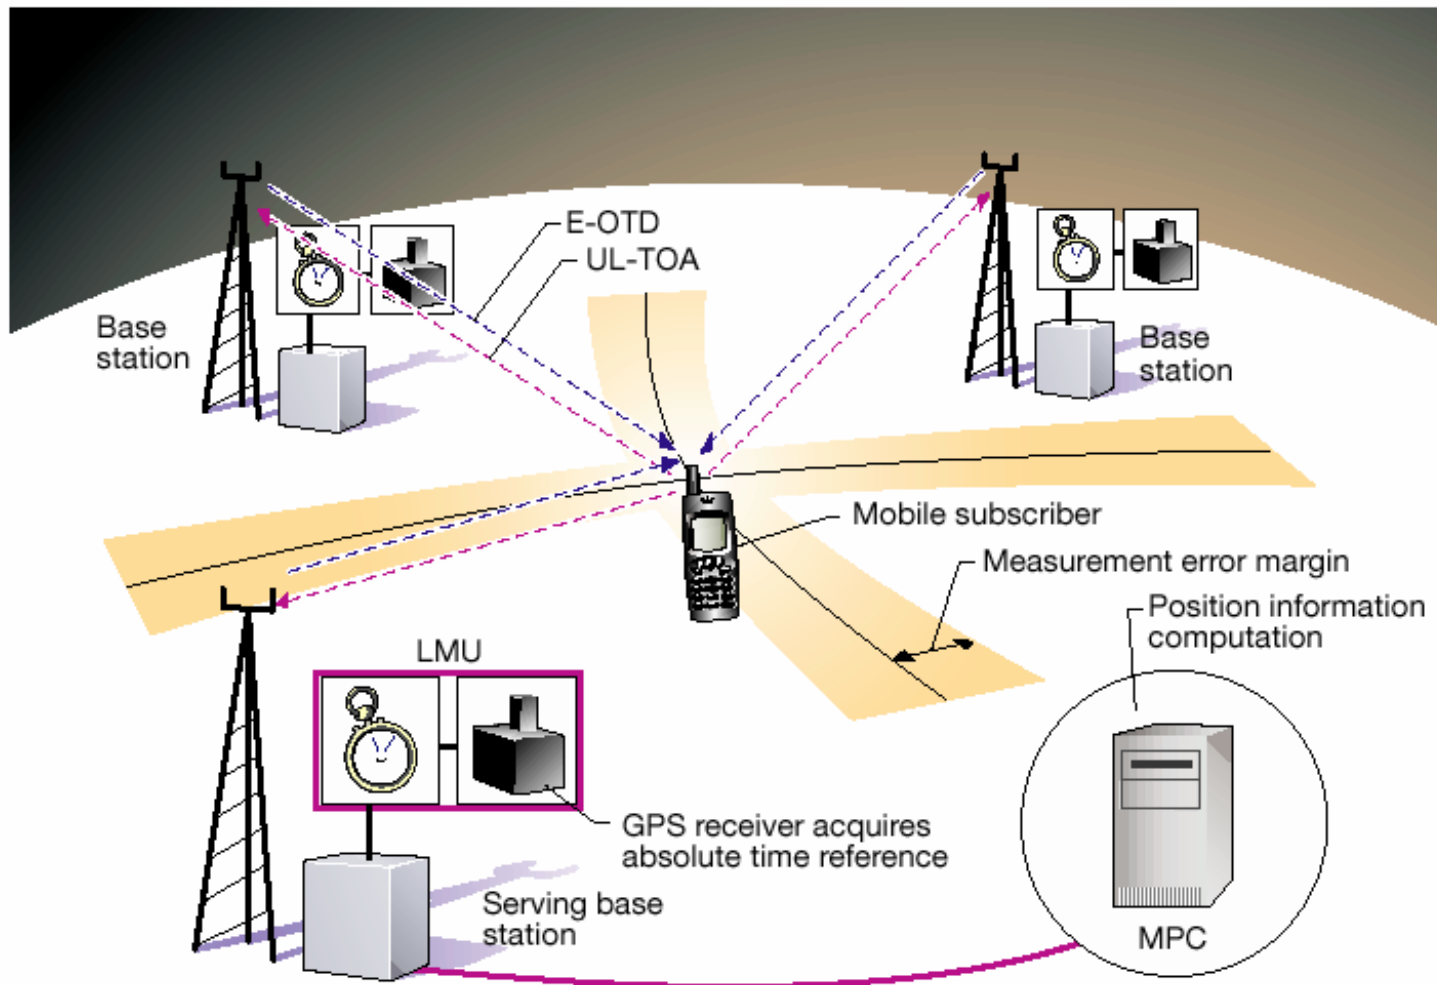 E-OTD
UL-TOA
Base
station
Base
station
Mobile subscriber
Measurement error margin
Position information
computation
LMU
GPS receiver acquires
absolute time reference
Serving base
station
MPC